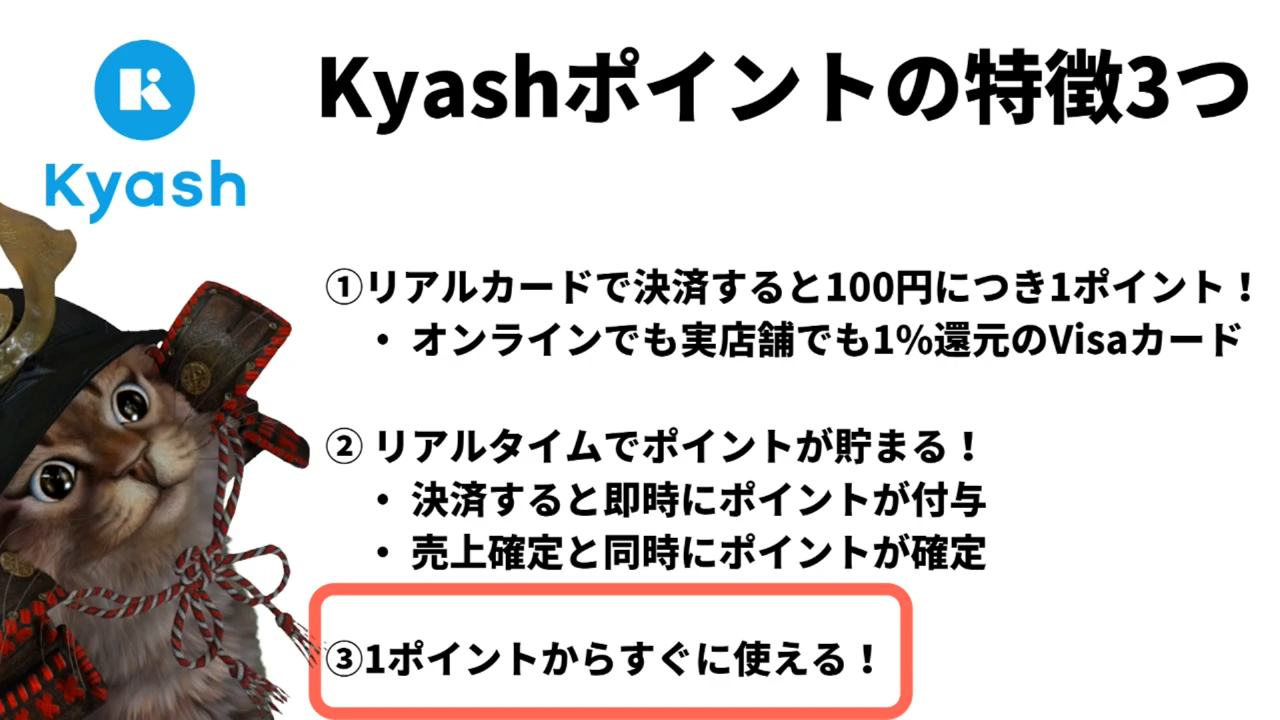 Kyash
Kyashポイントの特徴3つ
①リアルカードで決済すると100円につき1ポイント！
・ オンラインでも実店舗でも1%還元のVisaカード
② リアルタイムでポイントが貯まる！
・ 決済すると即時にポイントが付与
・ 売上確定と同時にポイントが確定
③1ポイントからすぐに使える！